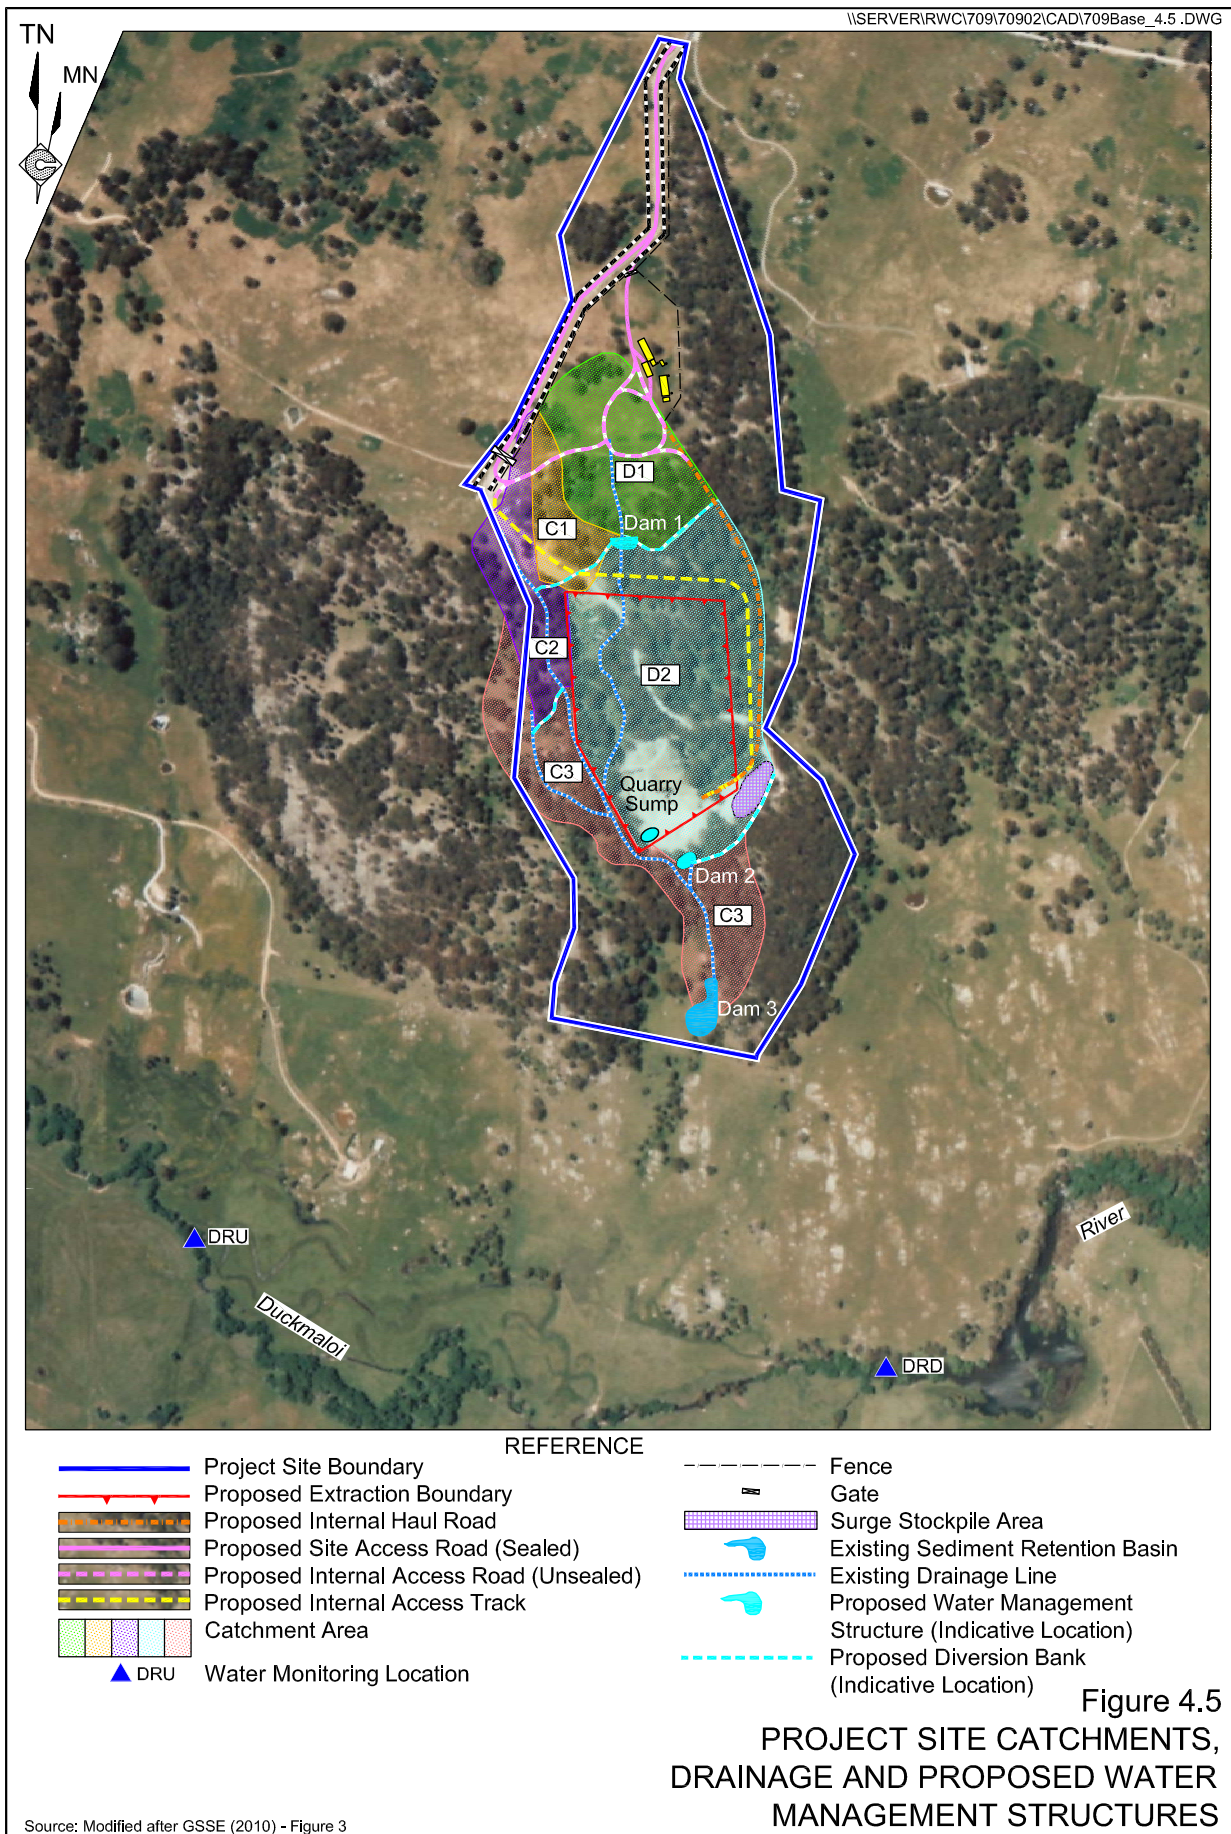 \\SERVER\RWC\709\70902\CAD\709Base_4.5 .DWG
TN
MN
D1
C1
Dam 1
C2
D2
C3
Quarry
Sump
Dam 2
C3
Dam 3
DRU
River
Duckmaloi
DRD
REFERENCE
Project Site Boundary
Proposed Extraction Boundary
Proposed Internal Haul Road
Proposed Site Access Road (Sealed)
Proposed Internal Access Road (Unsealed)
Proposed Internal Access Track
Catchment Area
DRU Water Monitoring Location
Fence
Gate
Surge Stockpile Area
Existing Sediment Retention Basin
Existing Drainage Line
Proposed Water Management
Structure (Indicative Location)
Proposed Diversion Bank
(Indicative Location)
Figure 4.5
PROJECT SITE CATCHMENTS,
DRAINAGE AND PROPOSED WATER
MANAGEMENT STRUCTURES
Source: Modified after GSSE (2010) - Figure 3